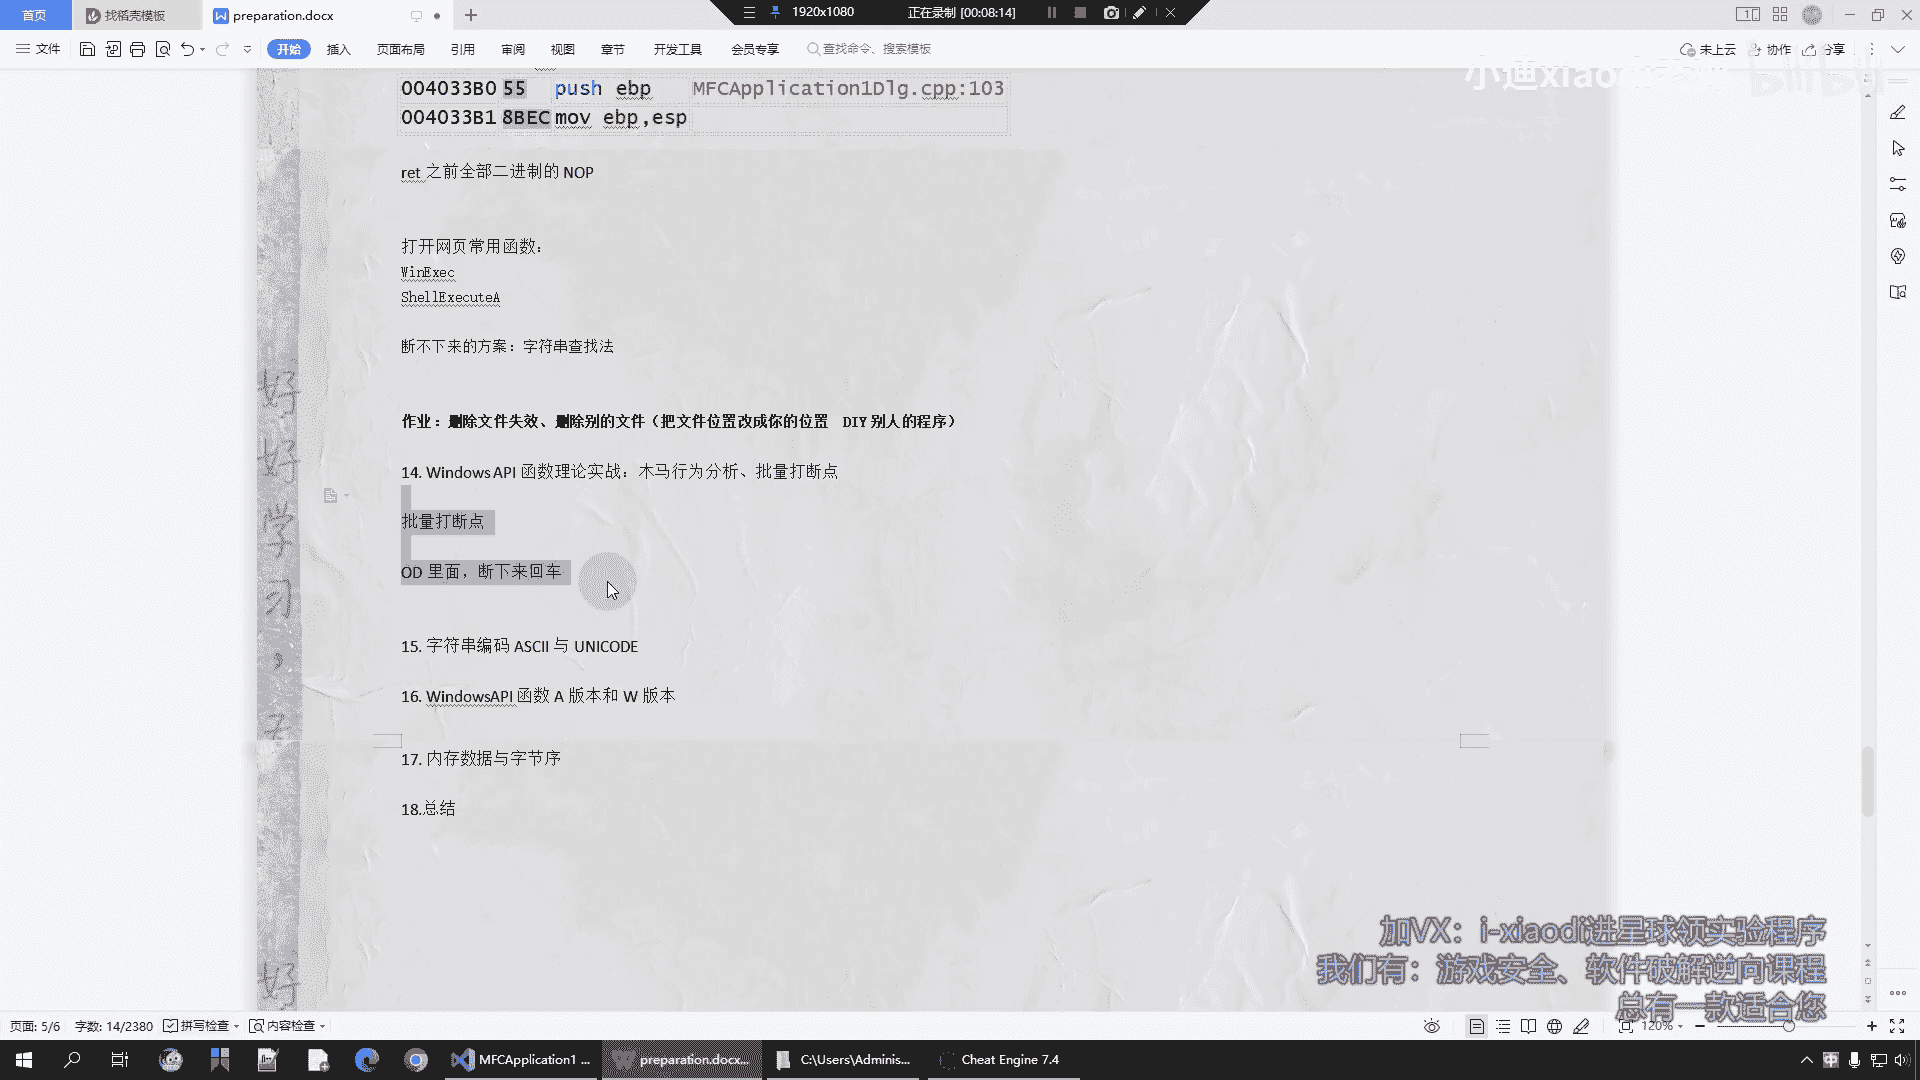 首页
找稻壳模板
preparation.docx
1920x1080
正在录制 [00:08:14]
文件
开始
插入
页面布局
引用
审阅
视图
章节
开发工具
会员专享
查找命令、搜索模板
未上云
协作
分享
004033B0 55 push ebp MFCApplication1Dlg.cpp:103
004033B1 8BEC mov ebp,esp
ret 之前全部二进制的 NOP
打开网页常用函数：
WinExec
ShellExecuteA
断不下来的方案：字符串查找法
作业：删除文件失效、删除别的文件（把文件位置改成你的位置 DIY 别人的程序）
14. Windows API 函数理论实战：木马行为分析、批量打断点
批量打断点
OD 里面，断下来回车
15. 字符串编码 ASCII 与 UNICODE
16. WindowsAPI 函数 A 版本和 W 版本
17. 内存数据与字节序
18.总结
好好学习，
好
加VX：i-xiaodi进星球领实验程序
我们有：游戏安全、软件破解逆向课程
总有一款适合您
页面: 5/6
字数: 14/2380
拼写检查
内容检查
120%
MFCApplication1 ...
preparation.docx...
C:\Users\Adminis...
Cheat Engine 7.4